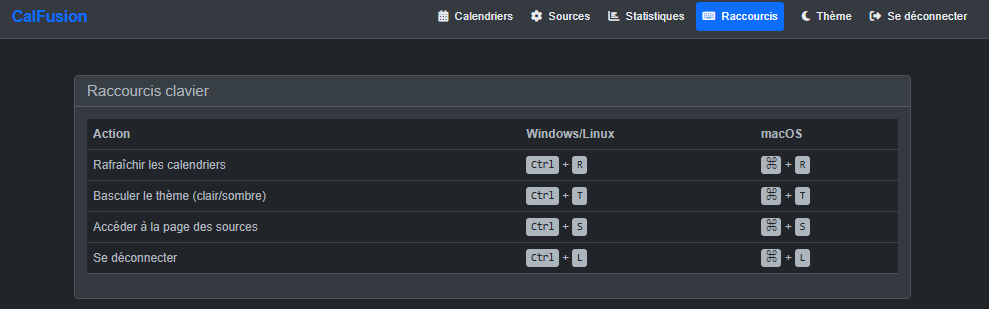 CalFusion Calendriers Sources Statistiques Raccourcis Thème Se déconnecter
Raccourcis clavier
Action Windows/Linux macOS
Rafraîchir les calendriers Ctrl + R ⌘ + R
Basculer le thème (clair/sombre) Ctrl + T ⌘ + T
Accéder à la page des sources Ctrl + S ⌘ + S
Se déconnecter Ctrl + L ⌘ + L